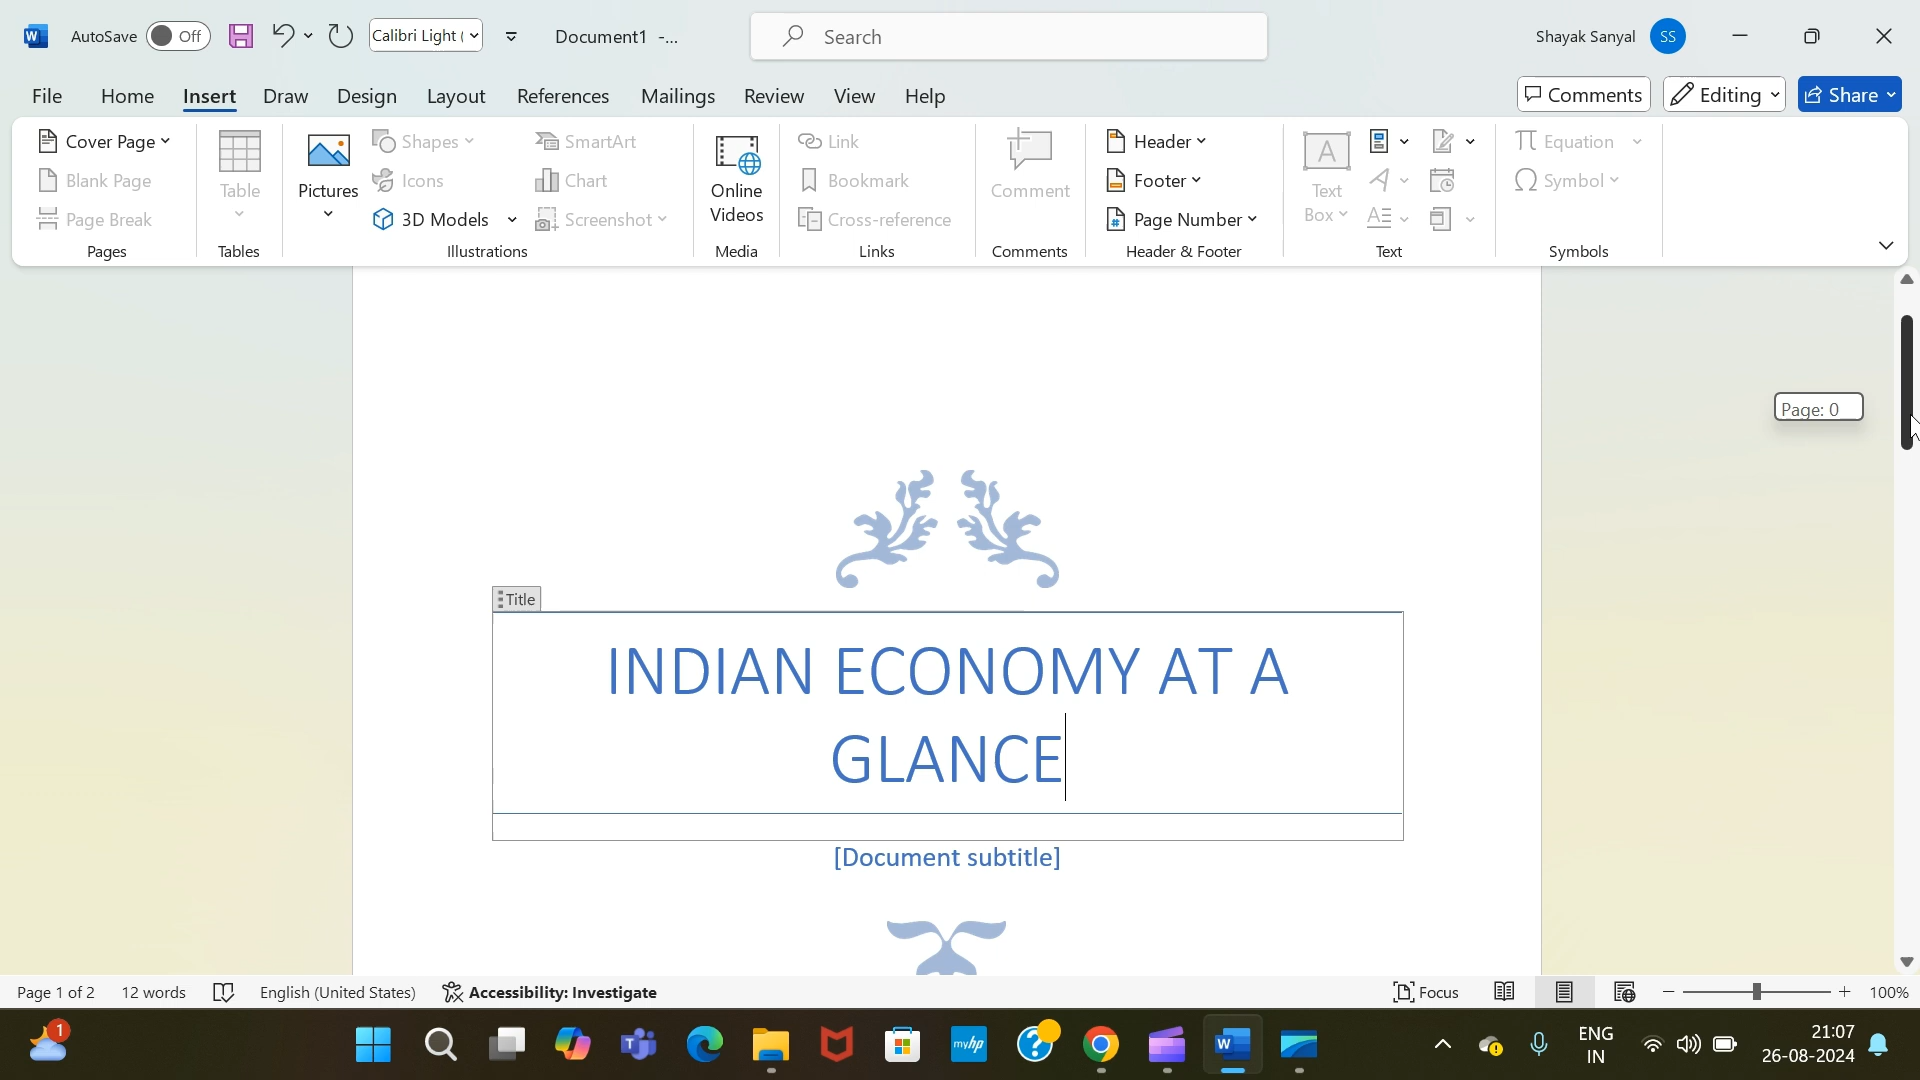 AutoSave Off Calibri Light ( Document1 -... Search Shayak Sanyal SS
File Home Insert Draw Design Layout References Mailings Review View Help Comments Editing Share
Cover Page
Blank Page
Page Break
Pages
Table
Tables
Pictures
Shapes
Icons
3D Models
SmartArt
Chart
Screenshot
Illustrations
Online
Videos
Media
Link
Bookmark
Cross-reference
Links
Comment
Comments
Header
Footer
Page Number
Header & Footer
Text
Box
Text
Equation
Symbol
Symbols
Page: 0
Title
INDIAN ECONOMY AT A
GLANCE
[Document subtitle]
Page 1 of 2 12 words English (United States) Accessibility: Investigate Focus 100%
1 myhp ENG
IN
21:07
26-08-2024